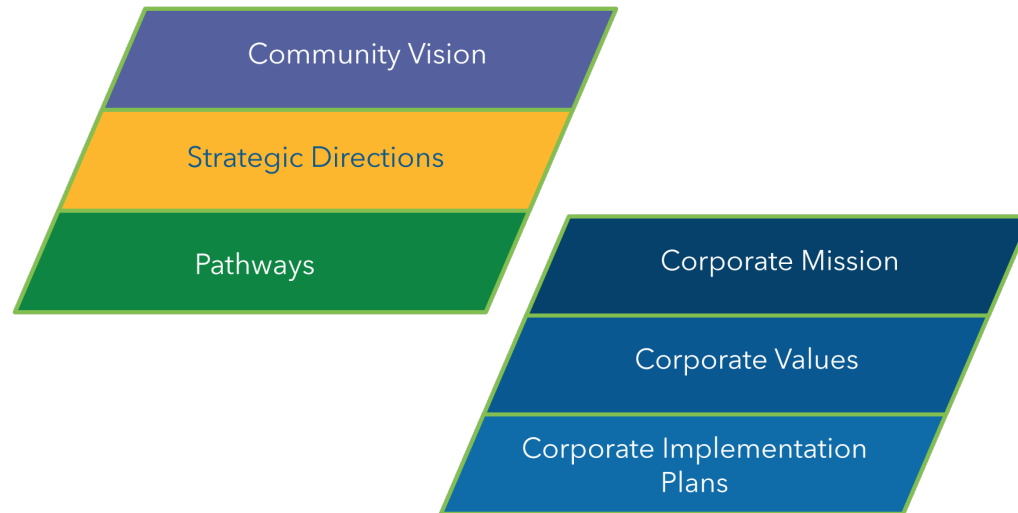 Community Vision
Strategic Directions
Pathways
Corporate Mission
Corporate Values
Corporate Implementation
Plans